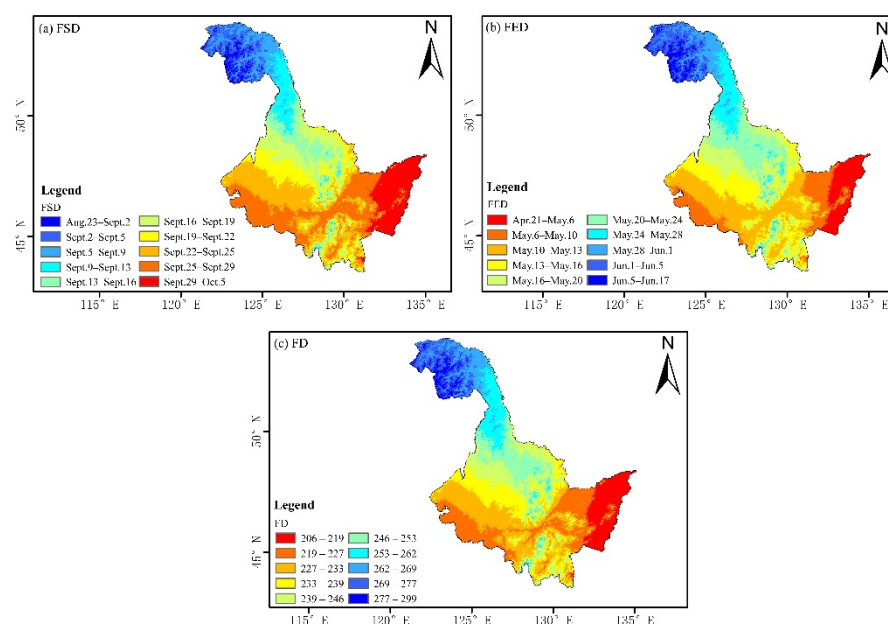 (a) FSD
N
50° N
45° N
Legend
FSD
Aug.23–Sept.2 Sept.16 Sept.19
Sept.2–Sept.5 Sept.19–Sept.22
Sept.5 Sept.9 Sept.22–Sept.25
Sept.9–Sept.13 Sept.25–Sept.29
Sept.13 Sept.16 Sept.29 Oct.5
115° E 120° E 125° E 130° E 135° E
(b) FED
N
50° N
45° N
Legend
FED
Apr.21–May.6 May.20–May.24
May.6–May.10 May.24 May.28
May.10 May.13 May.28 Jun.1
May.13–May.16 Jun.1–Jun.5
May.16–May.20 Jun.5–Jun.17
115° E 120° E 125° E 130° E 135° E
(c) FD
N
50° N
45° N
Legend
FD
206–219 246–253
219–227 253–262
227–233 262–269
233 239 269 277
239–246 277–299
115° E 120° E 125° E 130° E 135° E